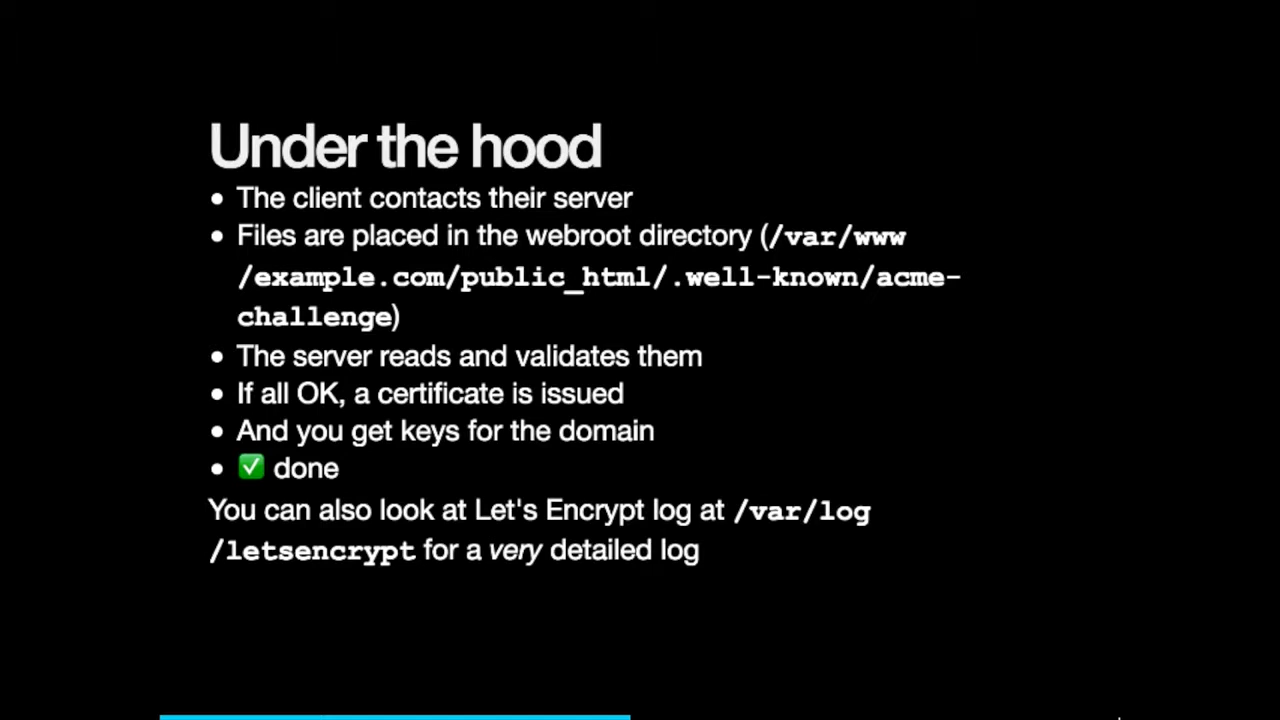 Under the hood
• The client contacts their server
• Files are placed in the webroot directory (/var/www
/example.com/public_html/.well-known/acme-
challenge)
• The server reads and validates them
• If all OK, a certificate is issued
• And you get keys for the domain
• ✅ done
You can also look at Let's Encrypt log at /var/log
/letsencrypt for a very detailed log